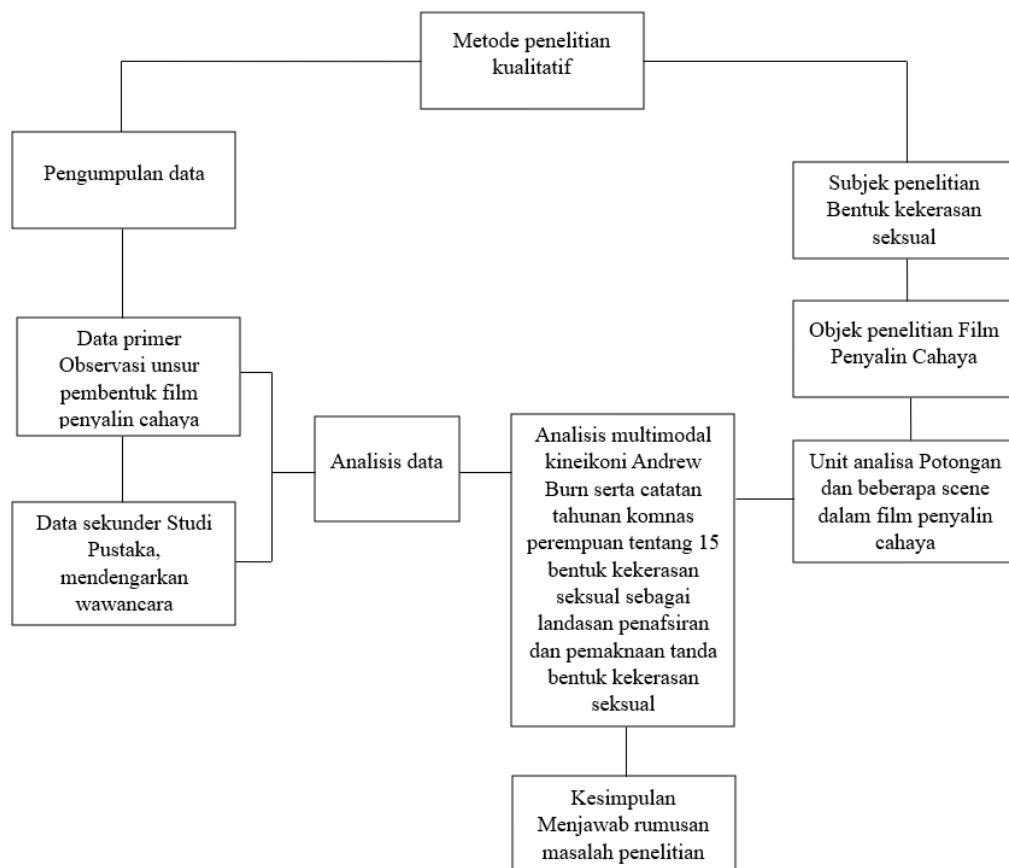 Metode penelitian
kualitatif
Pengumpulan data
Subjek penelitian
Bentuk kekerasan
seksual
Data primer
Observasi unsur
pembentuk film
penyalin cahaya
Objek penelitian Film
Penyalin Cahaya
Analisis data
Analisis multimodal
kineikoni Andrew
Burn serta catatan
tahunan komnas
perempuan tentang 15
bentuk kekerasan
seksual sebagai
landasan penafsiran
dan pemaknaan tanda
bentuk kekerasan
seksual
Unit analisa Potongan
dan beberapa scene
dalam film penyalin
cahaya
Data sekunder Studi
Pustaka,
mendengarkan
wawancara
Kesimpulan
Menjawab rumusan
masalah penelitian